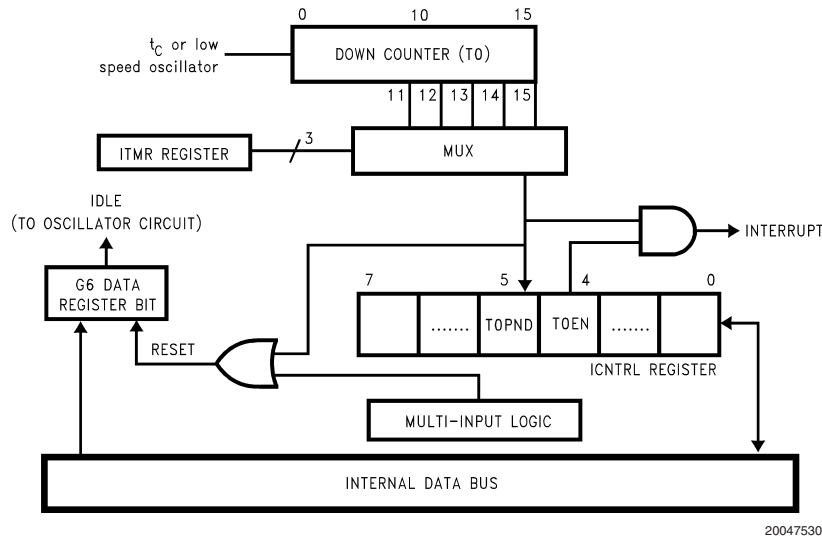 0 10 15
t_C or low
speed oscillator
DOWN COUNTER (T0)
11 12 13 14 15
ITMR REGISTER
3
MUX
IDLE
(TO OSCILLATOR CIRCUIT)
INTERRUPT
G6 DATA
REGISTER BIT
7 5 4 0
....... T0PND T0EN .......
RESET
ICNTRL REGISTER
MULTI-INPUT LOGIC
INTERNAL DATA BUS
20047530